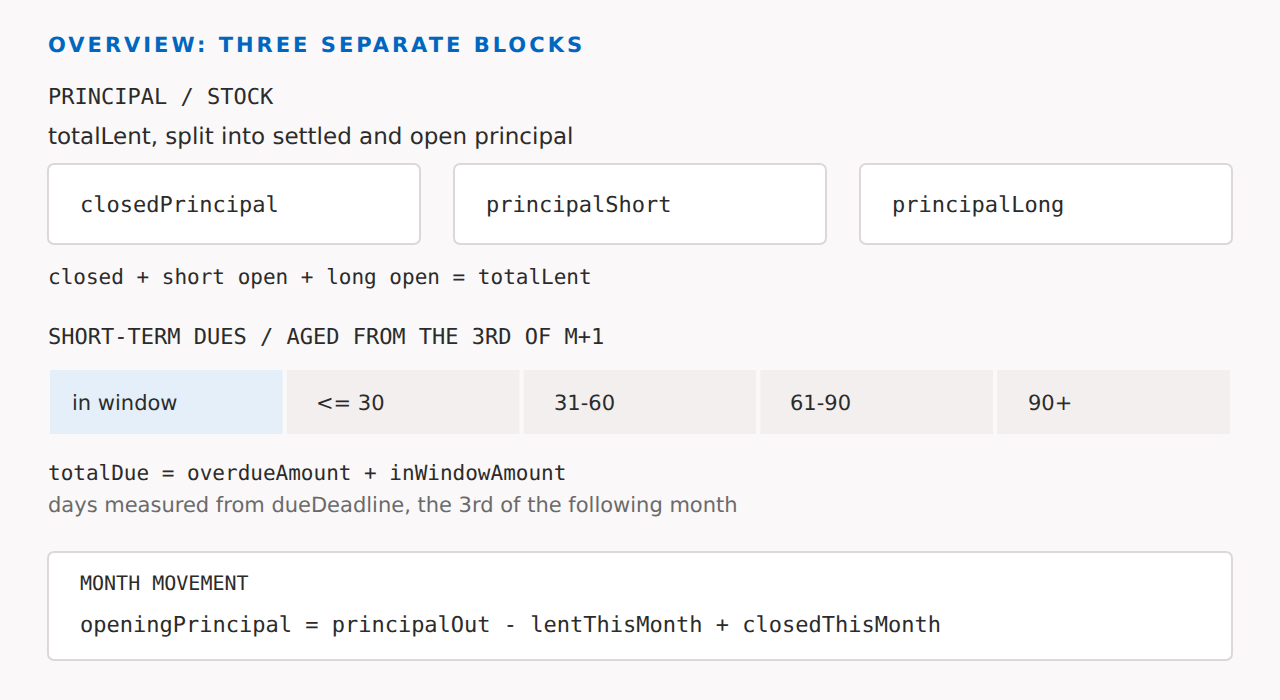 OVERVIEW: THREE SEPARATE BLOCKS
PRINCIPAL / STOCK
totalLent, split into settled and open principal
closedPrincipal
principalShort
principalLong
closed + short open + long open = totalLent
SHORT-TERM DUES / AGED FROM THE 3RD OF M+1
in window
<= 30
31-60
61-90
90+
totalDue = overdueAmount + inWindowAmount
days measured from dueDeadline, the 3rd of the following month
MONTH MOVEMENT
openingPrincipal = principalOut - lentThisMonth + closedThisMonth